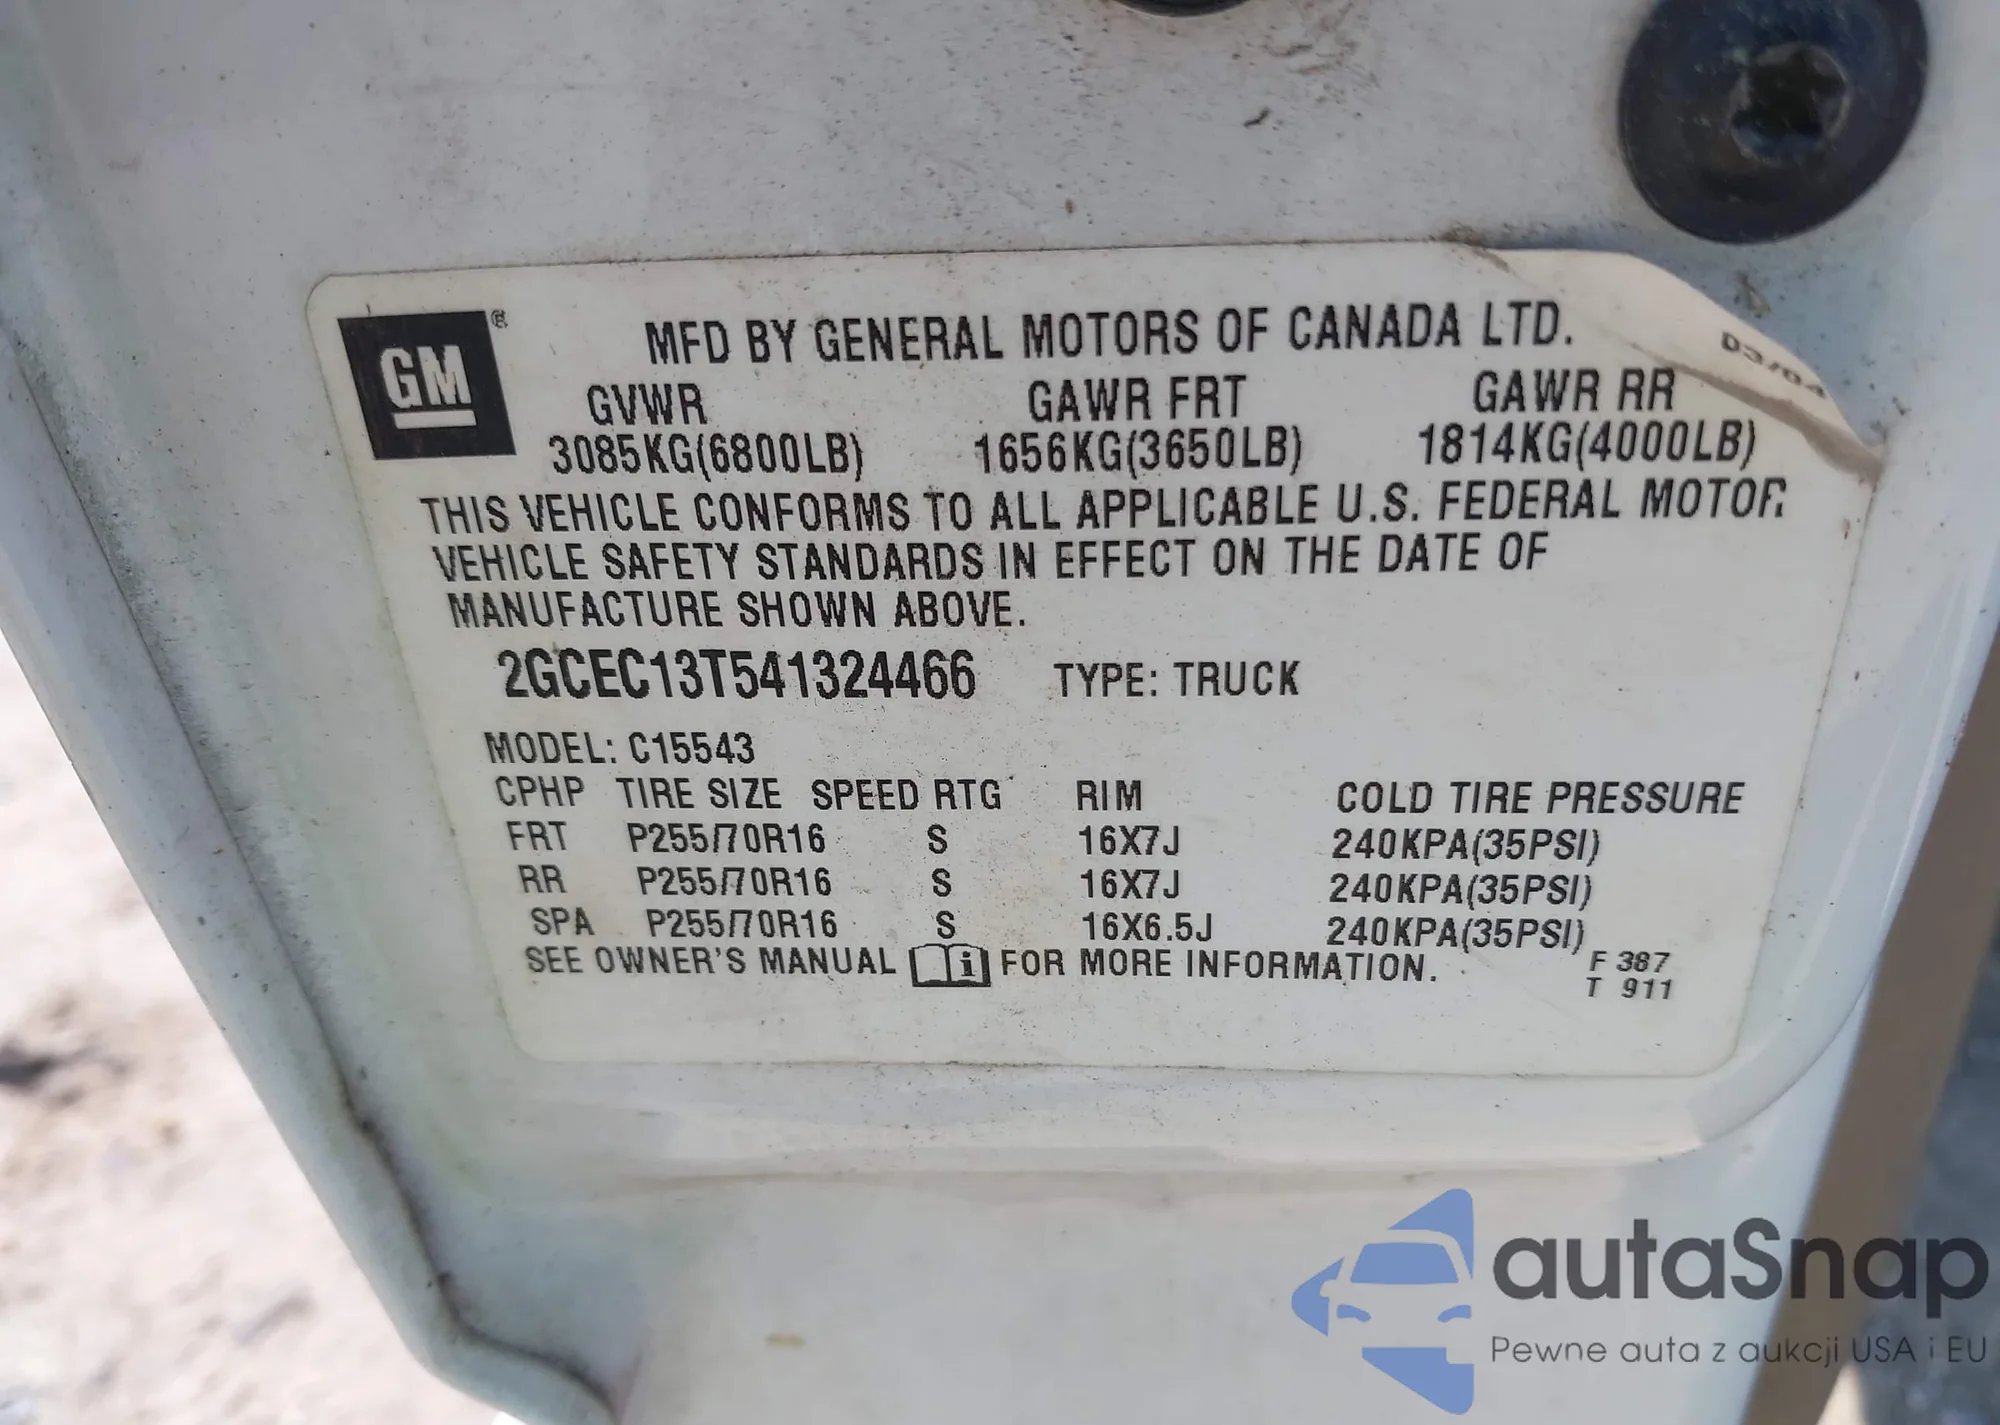 GM®
MFD BY GENERAL MOTORS OF CANADA LTD.
03/04
GVWR GAWR FRT GAWR RR
3085KG(6800LB) 1656KG(3650LB) 1814KG(4000LB)
THIS VEHICLE CONFORMS TO ALL APPLICABLE U.S. FEDERAL MOTOR
VEHICLE SAFETY STANDARDS IN EFFECT ON THE DATE OF
MANUFACTURE SHOWN ABOVE.
2GCEC13T541324466 TYPE: TRUCK
MODEL: C15543
CPHP TIRE SIZE SPEED RTG RIM COLD TIRE PRESSURE
FRT P255/70R16 S 16X7J 240KPA(35PSI)
RR P255/70R16 S 16X7J 240KPA(35PSI)
SPA P255/70R16 S 16X6.5J 240KPA(35PSI)
SEE OWNER'S MANUAL i FOR MORE INFORMATION.
F 387
T 911
autaSnap
Pewne auta z aukcji USA i EU